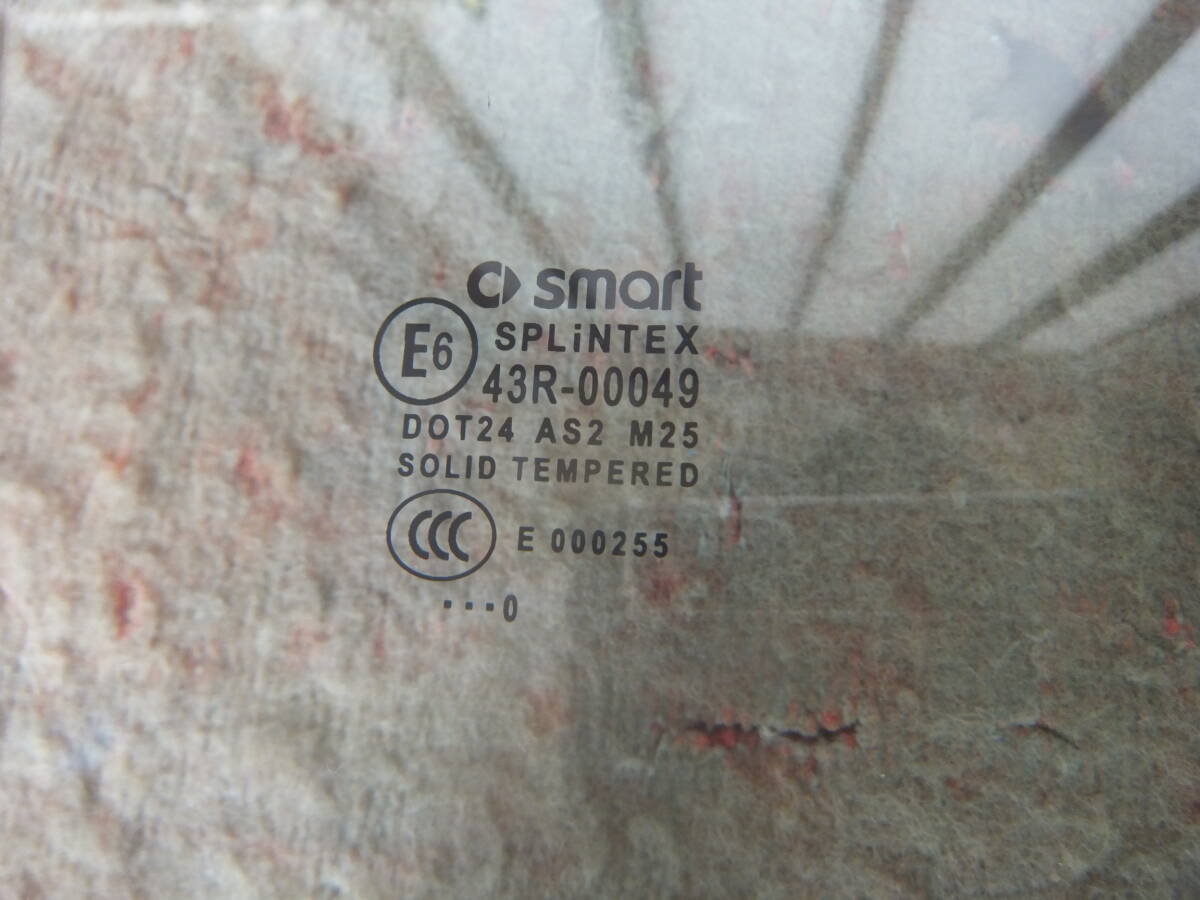 smart
SPLiNTEX
E6
43R-00049
DOT24 AS2 M25
SOLID TEMPERED
CCC E 000255
...0